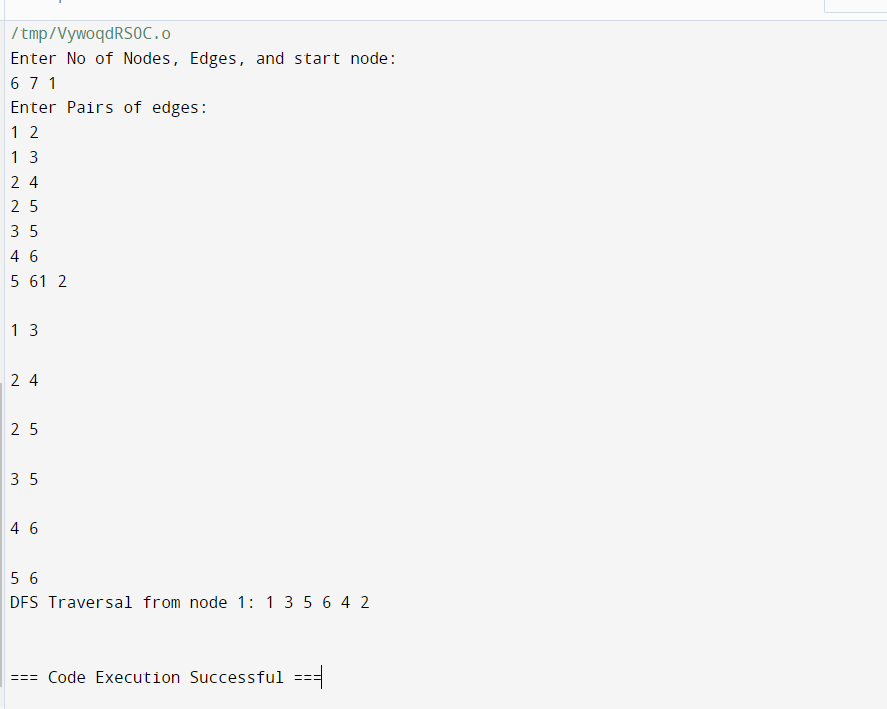 /tmp/VywoqdRSOC.o
Enter No of Nodes, Edges, and start node:
6 7 1
Enter Pairs of edges:
1 2
1 3
2 4
2 5
3 5
4 6
5 61 2
1 3
2 4
2 5
3 5
4 6
5 6
DFS Traversal from node 1: 1 3 5 6 4 2
=== Code Execution Successful ===